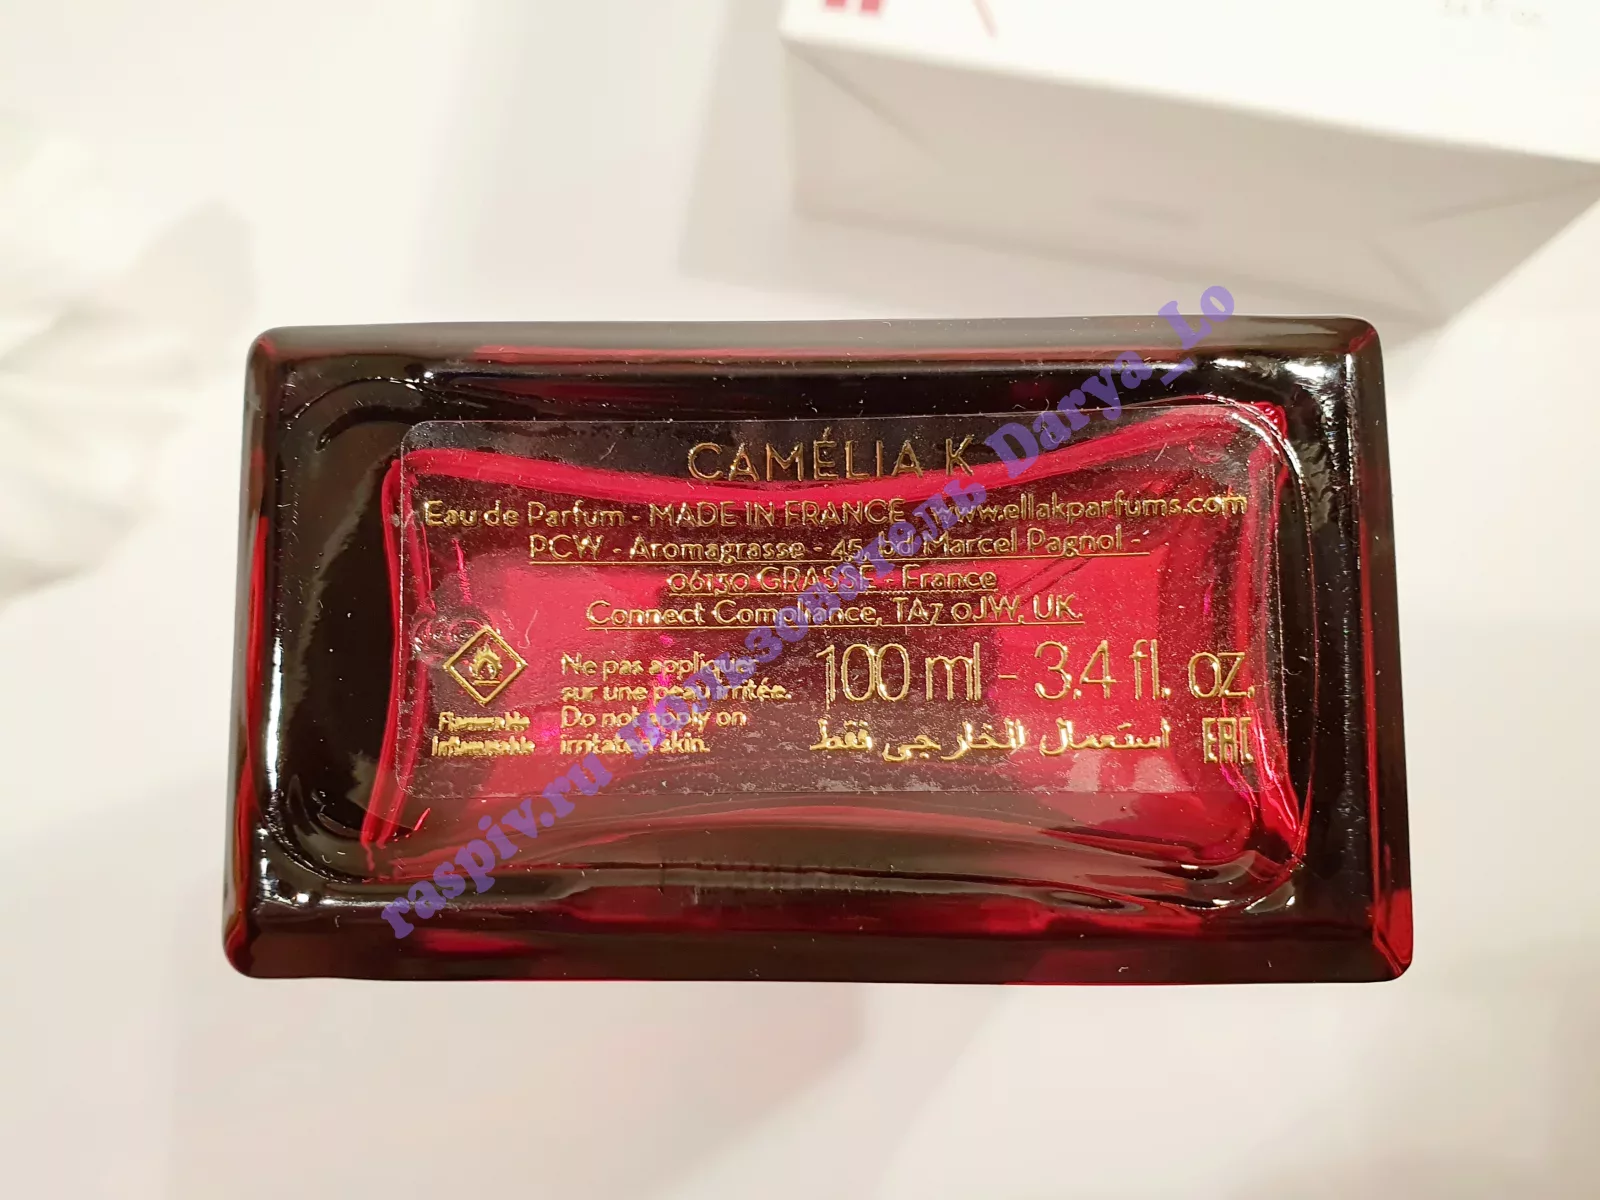 CAMÉLIA K
Eau de Parfum - MADE IN FRANCE - www.ellakparfums.com
PCW - Aromagrasse - 45, bd Marcel Pagnol -
06130 GRASSE - France
Connect Compliance, TA7 0JW, UK.
Ne pas appliquer
sur une peau irritée.
Do not apply on
irritated skin.
Flammable
Inflammable
100 ml - 3.4 fl. oz.
استعمال الخارجي فقط
EAC
raspiv.ru пользователь Darya_Lo